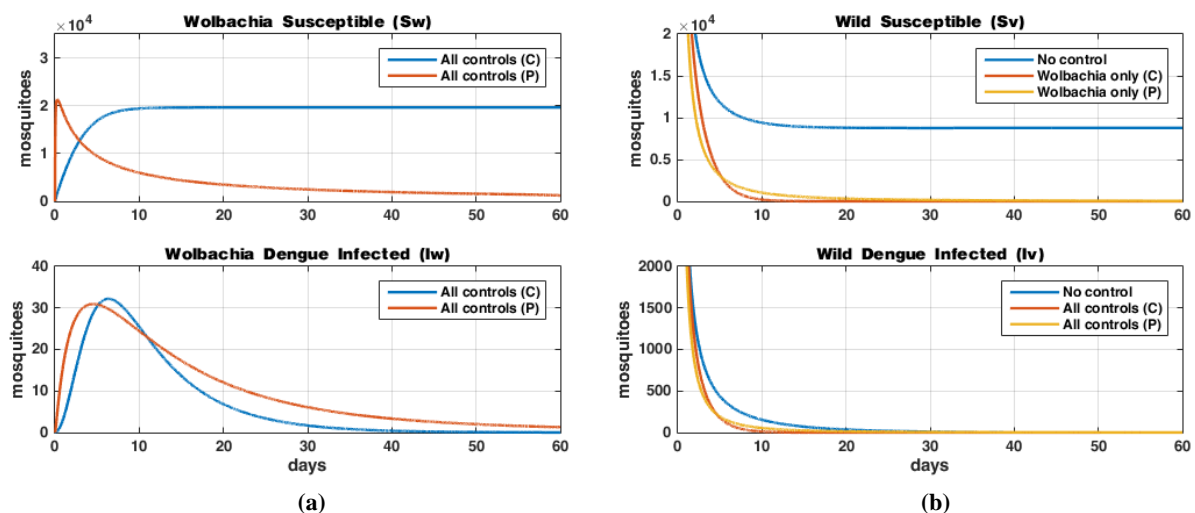 Wolbachia Susceptible (Sw)
×10⁴
3
2
1
0
mosquitoes
All controls (C)
All controls (P)
0 10 20 30 40 50 60
Wolbachia Dengue Infected (Iw)
40
30
20
10
0
mosquitoes
All controls (C)
All controls (P)
0 10 20 30 40 50 60
days
(a)
Wild Susceptible (Sv)
×10⁴
2
1.5
1
0.5
0
mosquitoes
No control
Wolbachia only (C)
Wolbachia only (P)
0 10 20 30 40 50 60
Wild Dengue Infected (Iv)
2000
1500
1000
500
0
mosquitoes
No control
All controls (C)
All controls (P)
0 10 20 30 40 50 60
days
(b)